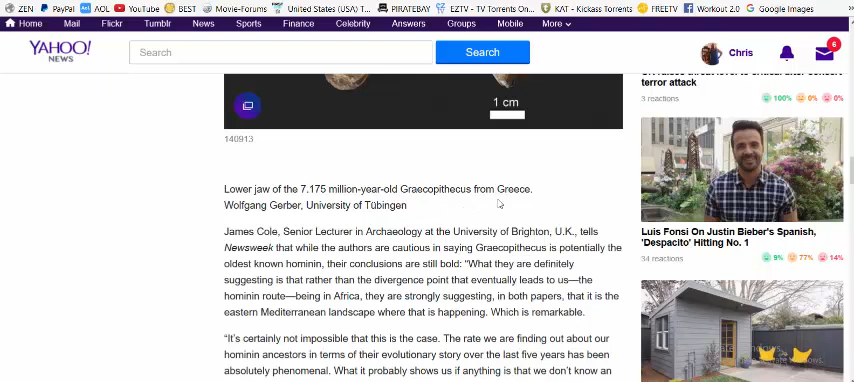 ZEN PayPal AOL YouTube BEST Movie-Forums United States (USA) T... PIRATEBAY EZTV - TV Torrents On... KAT - Kickass Torrents FREETV Workout 2.0 Google Images
Home Mail Flickr Tumblr News Sports Finance Celebrity Answers Groups Mobile More
YAHOO!
NEWS
Search
Search
Chris
6
terror attack
3 reactions
100% 0% 0%
1 cm
140913
Lower jaw of the 7.175 million-year-old Graecopithecus from Greece.
Wolfgang Gerber, University of Tübingen
James Cole, Senior Lecturer in Archaeology at the University of Brighton, U.K., tells
Newsweek that while the authors are cautious in saying Graecopithecus is potentially the
oldest known hominin, their conclusions are still bold: "What they are definitely
suggesting is that rather than the divergence point that eventually leads to us—the
hominin route—being in Africa, they are strongly suggesting, in both papers, that it is the
eastern Mediterranean landscape where that is happening. Which is remarkable.
"It's certainly not impossible that this is the case. The rate we are finding out about our
hominin ancestors in terms of their evolutionary story over the last five years has been
absolutely phenomenal. What it probably shows us if anything is that we don't know an
Luis Fonsi On Justin Bieber's Spanish,
'Despacito' Hitting No. 1
34 reactions
9% 77% 14%